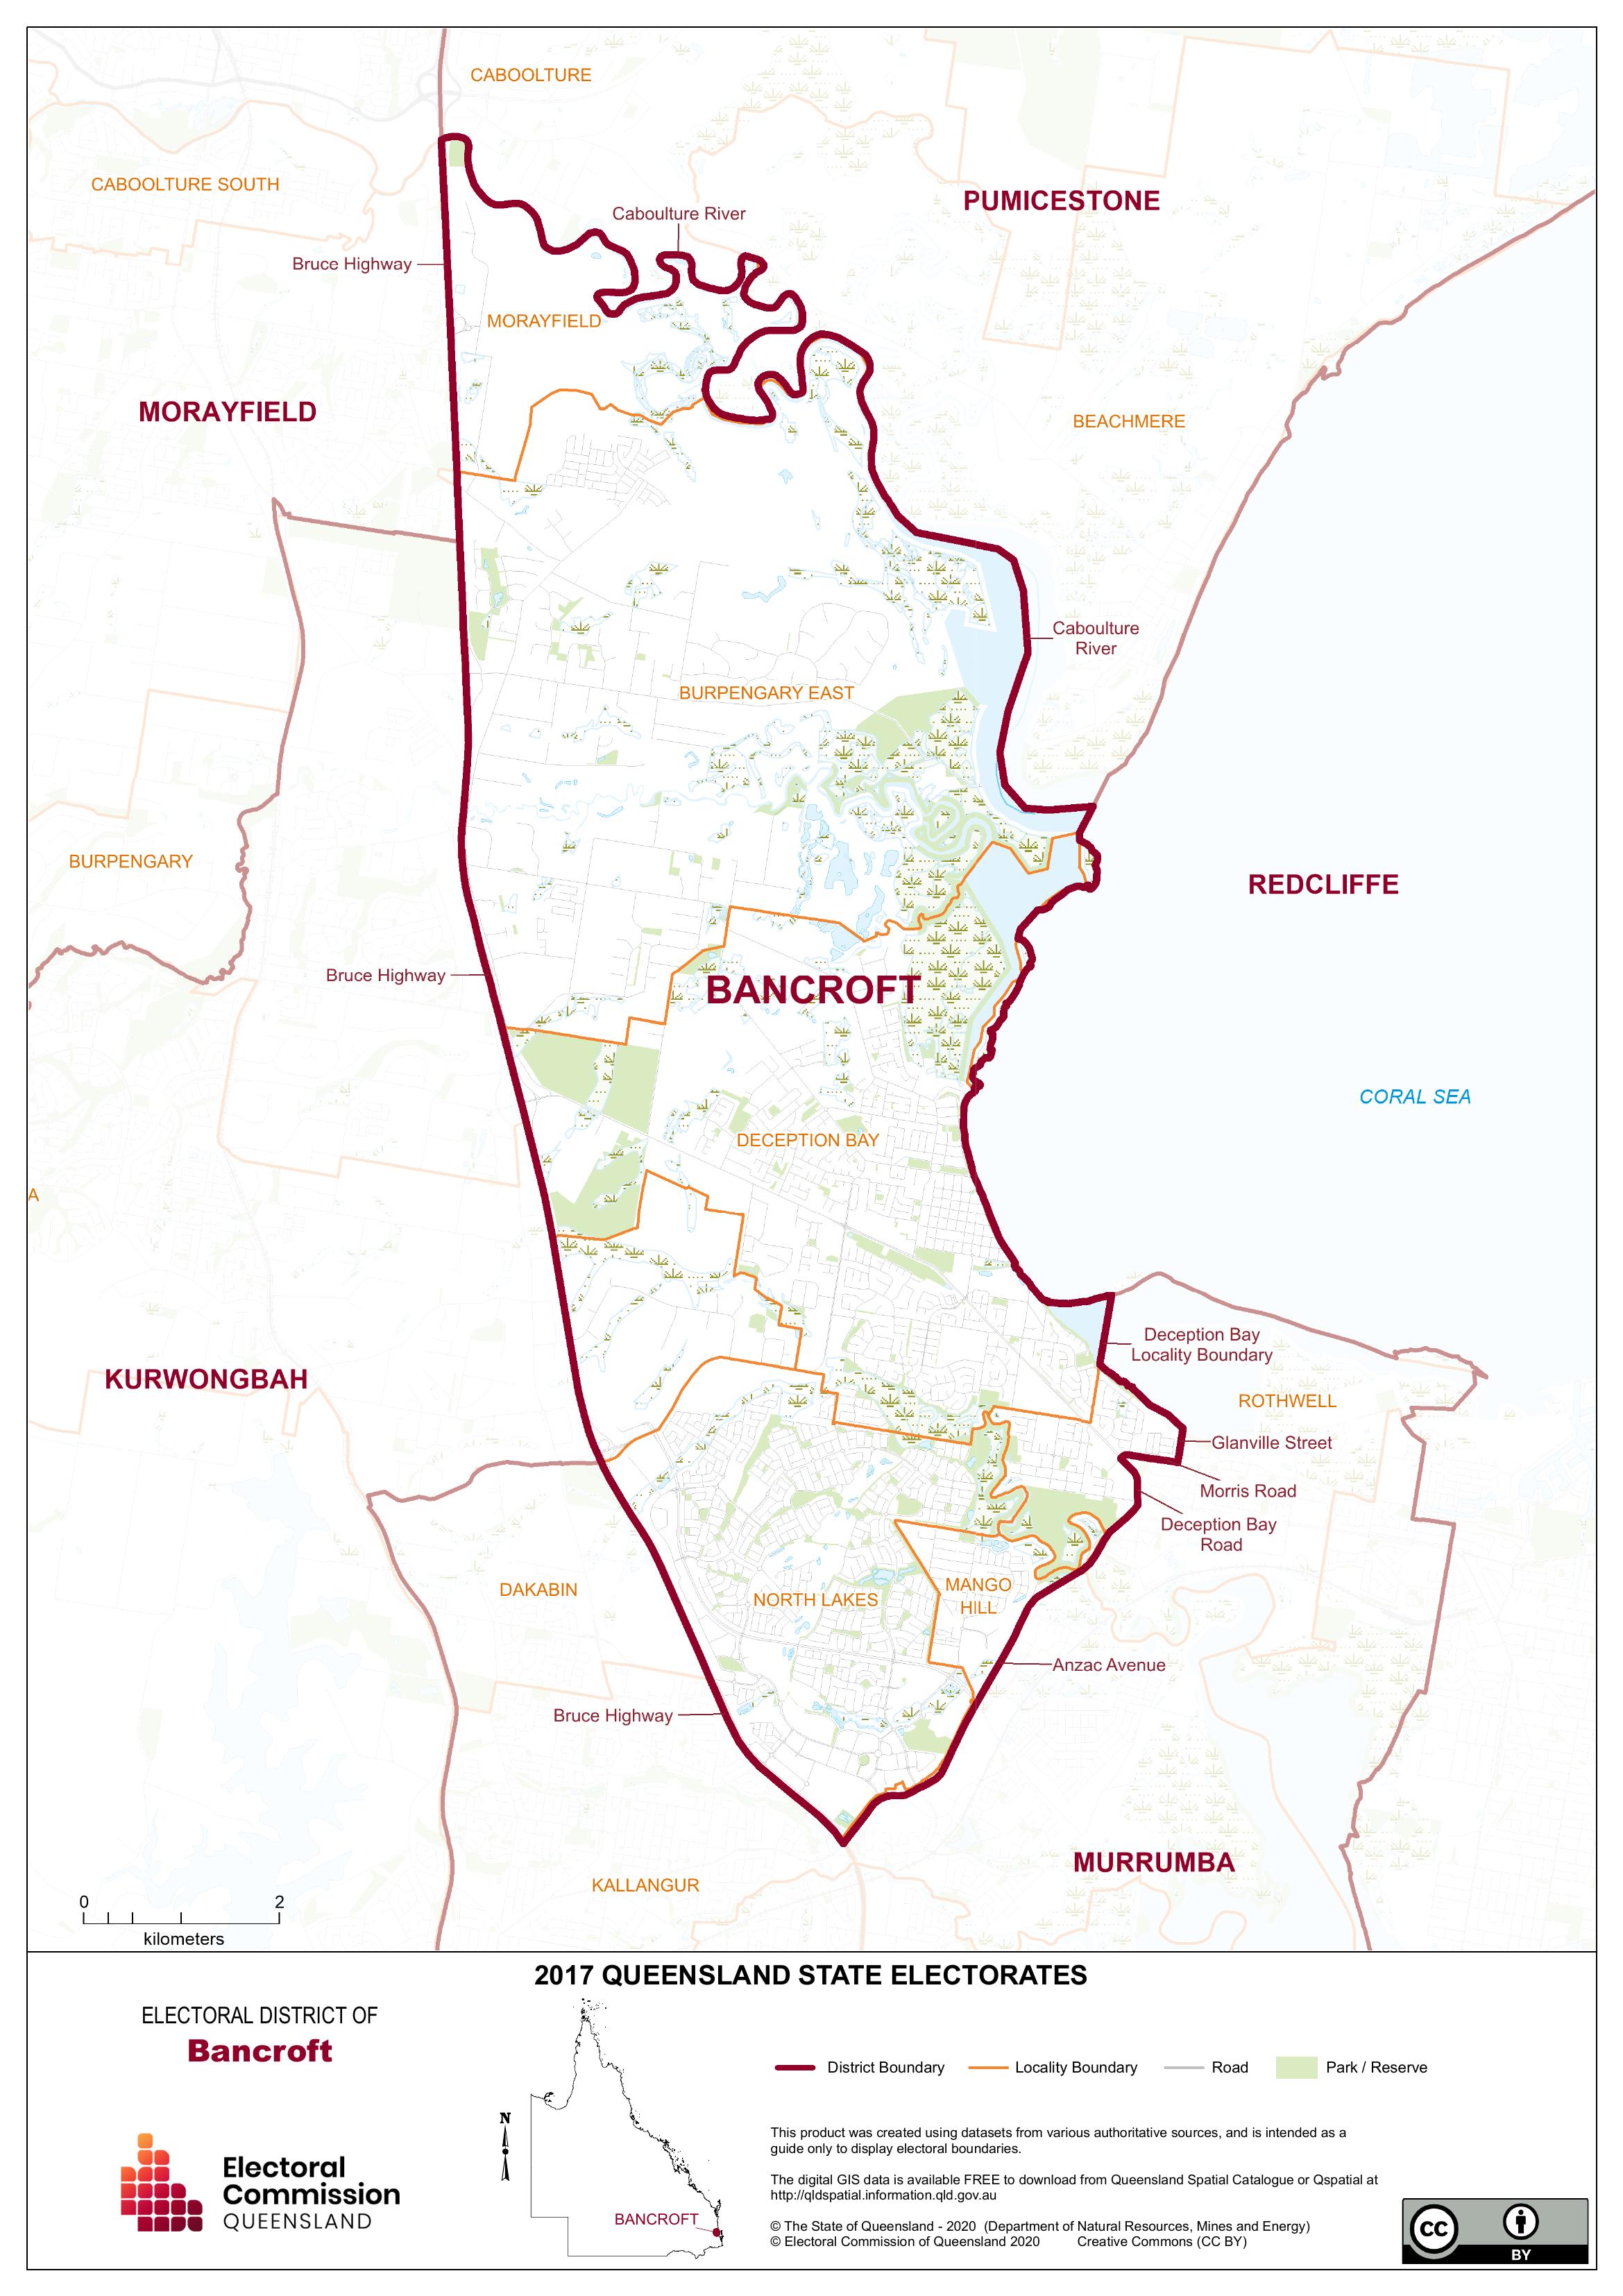 CABOOLTURE
CABOOLTURE SOUTH
PUMICESTONE
Caboulture River
Bruce Highway
MORAYFIELD
MORAYFIELD
BEACHMERE
Caboulture
River
BURPENGARY EAST
BURPENGARY
REDCLIFFE
Bruce Highway
BANCROFT
CORAL SEA
DECEPTION BAY
A
Deception Bay
Locality Boundary
KURWONGBAH
ROTHWELL
Glanville Street
Morris Road
Deception Bay
Road
DAKABIN
NORTH LAKES
MANGO
HILL
Anzac Avenue
Bruce Highway
MURRUMBA
KALLANGUR
0 2
kilometers
2017 QUEENSLAND STATE ELECTORATES
ELECTORAL DISTRICT OF
Bancroft
Electoral
Commission
QUEENSLAND
N
BANCROFT
District Boundary Locality Boundary Road Park / Reserve
This product was created using datasets from various authoritative sources, and is intended as a
guide only to display electoral boundaries.
The digital GIS data is available FREE to download from Queensland Spatial Catalogue or Qspatial at
http://qldspatial.information.qld.gov.au
© The State of Queensland - 2020 (Department of Natural Resources, Mines and Energy)
© Electoral Commission of Queensland 2020 Creative Commons (CC BY)
CC
BY